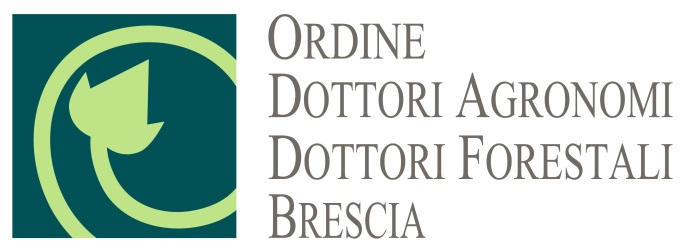 Ordine
Dottori Agronomi
Dottori Forestali
Brescia